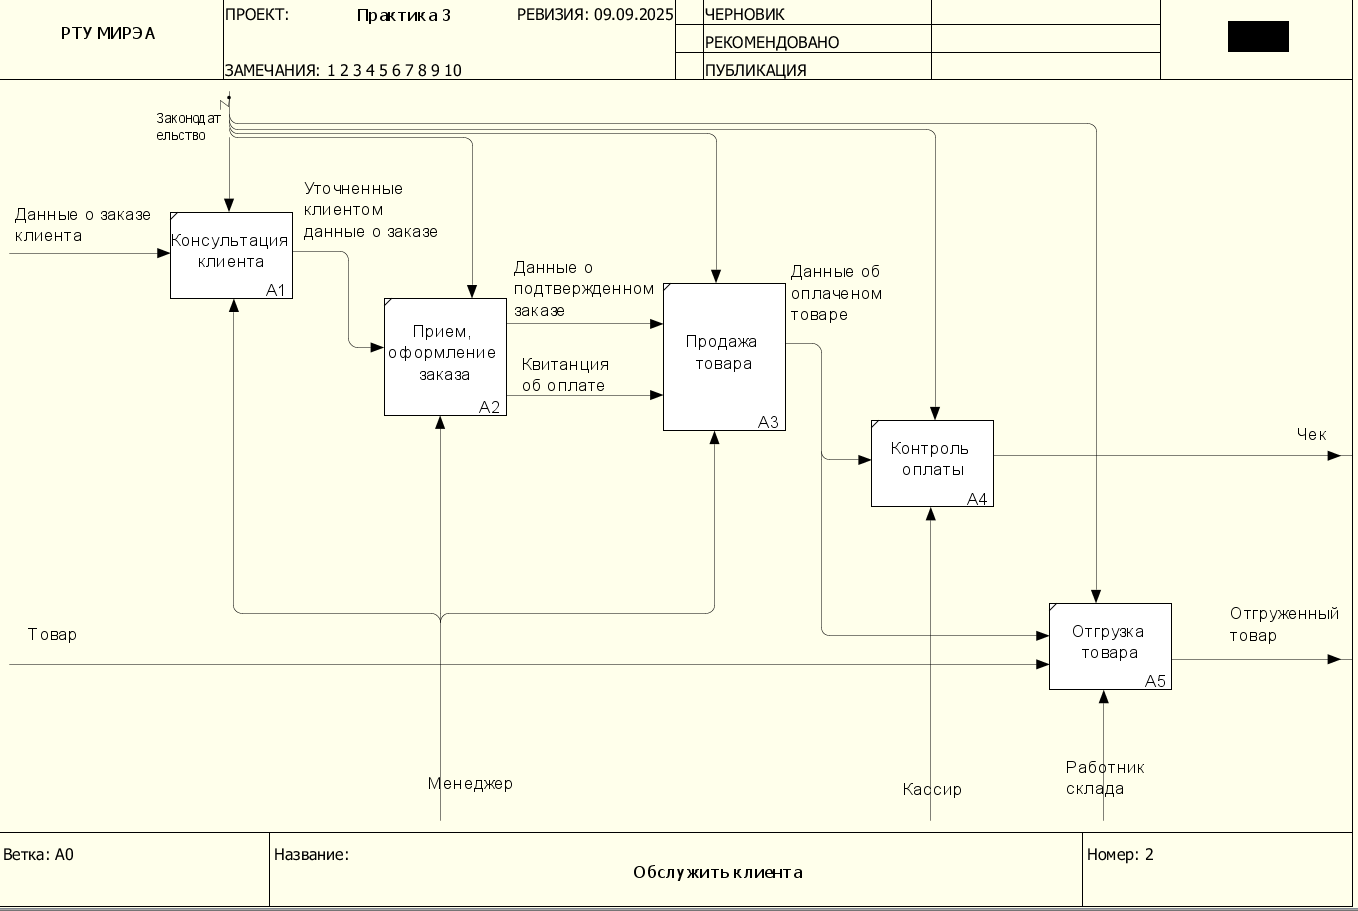 РТУ МИРЭА
ПРОЕКТ: Практика 3 РЕВИЗИЯ: 09.09.2025
ЗАМЕЧАНИЯ: 1 2 3 4 5 6 7 8 9 10
ЧЕРНОВИК
РЕКОМЕНДОВАНО
ПУБЛИКАЦИЯ
Законодат
ельство
Данные о заказе
клиента
Консультация
клиента
A1
Уточненные
клиентом
данные о заказе
Прием,
оформление
заказа
A2
Данные о
подтвержденном
заказе
Квитанция
об оплате
Продажа
товара
A3
Данные об
оплаченом
товаре
Контроль
оплаты
A4
Чек
Товар
Отгрузка
товара
A5
Отгруженный
товар
Менеджер
Кассир
Работник
склада
Ветка: A0
Название:
Обслужить клиента
Номер: 2